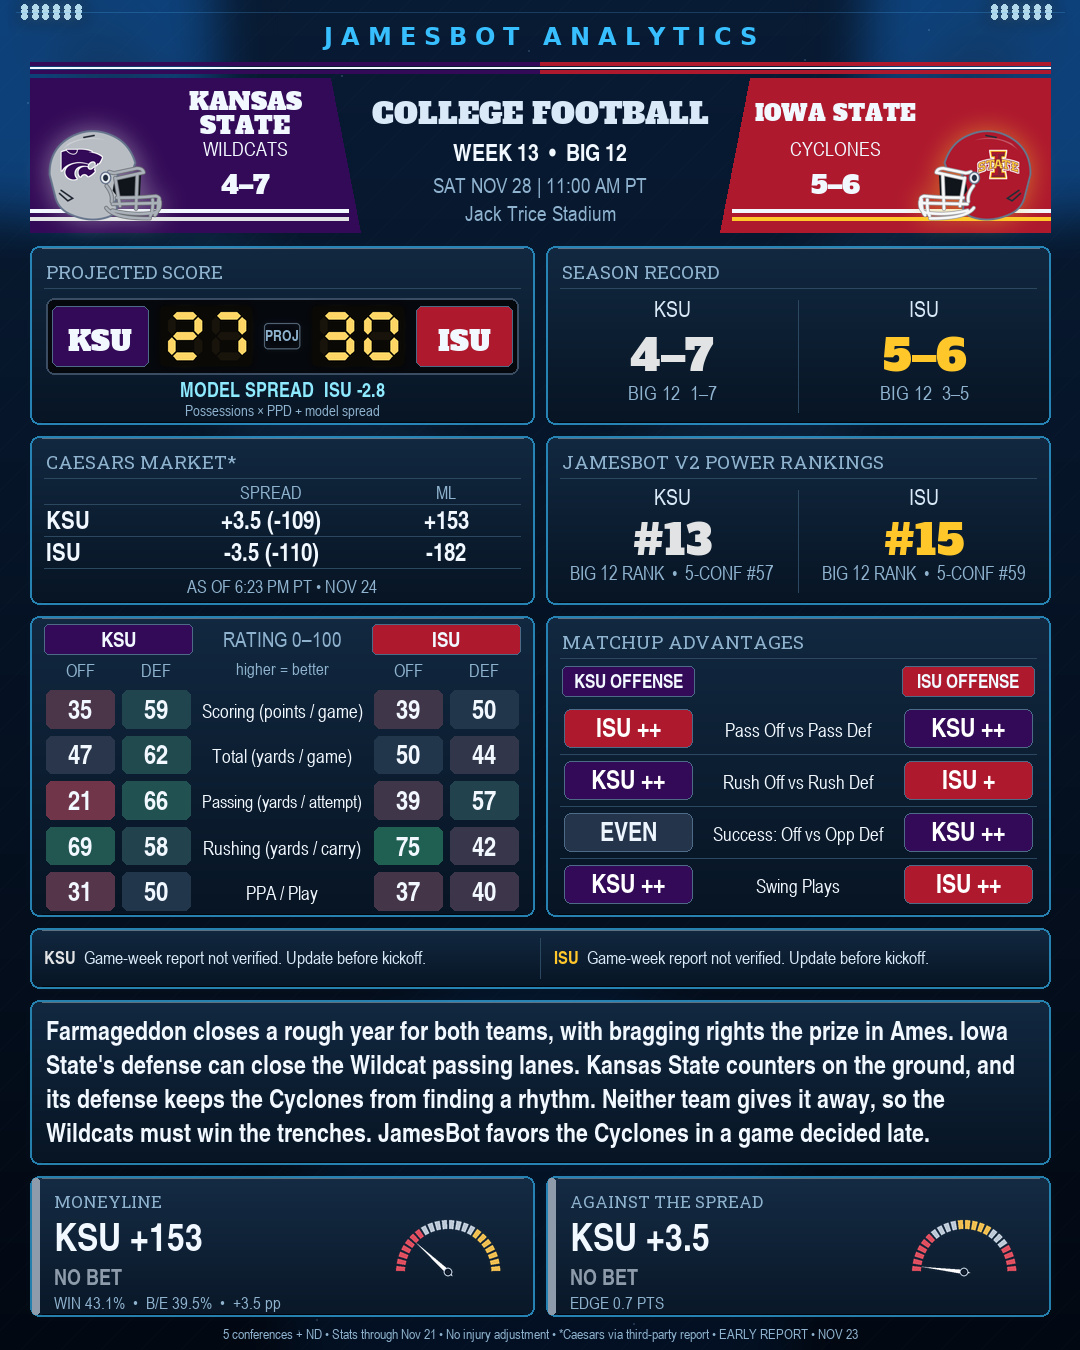 JAMESBOT ANALYTICS
KANSAS
STATE
WILDCATS
4–7
COLLEGE FOOTBALL
WEEK 13 • BIG 12
SAT NOV 28 | 11:00 AM PT
Jack Trice Stadium
IOWA STATE
CYCLONES
5–6
STATE
PROJECTED SCORE
KSU 27 PROJ 30 ISU
MODEL SPREAD ISU -2.8
Possessions × PPD + model spread
SEASON RECORD
KSU ISU
4–7 5–6
BIG 12 1–7 BIG 12 3–5
CAESARS MARKET*
SPREAD ML
KSU +3.5 (-109) +153
ISU -3.5 (-110) -182
AS OF 6:23 PM PT • NOV 24
JAMESBOT V2 POWER RANKINGS
KSU ISU
#13 #15
BIG 12 RANK • 5-CONF #57 BIG 12 RANK • 5-CONF #59
KSU RATING 0–100 ISU
OFF DEF higher = better OFF DEF
35 59 Scoring (points / game) 39 50
47 62 Total (yards / game) 50 44
21 66 Passing (yards / attempt) 39 57
69 58 Rushing (yards / carry) 75 42
31 50 PPA / Play 37 40
MATCHUP ADVANTAGES
KSU OFFENSE ISU OFFENSE
ISU ++ Pass Off vs Pass Def KSU ++
KSU ++ Rush Off vs Rush Def ISU +
EVEN Success: Off vs Opp Def KSU ++
KSU ++ Swing Plays ISU ++
KSU Game-week report not verified. Update before kickoff.
ISU Game-week report not verified. Update before kickoff.
Farmageddon closes a rough year for both teams, with bragging rights the prize in Ames. Iowa
State's defense can close the Wildcat passing lanes. Kansas State counters on the ground, and
its defense keeps the Cyclones from finding a rhythm. Neither team gives it away, so the
Wildcats must win the trenches. JamesBot favors the Cyclones in a game decided late.
MONEYLINE
KSU +153
NO BET
WIN 43.1% • B/E 39.5% • +3.5 pp
AGAINST THE SPREAD
KSU +3.5
NO BET
EDGE 0.7 PTS
5 conferences + ND • Stats through Nov 21 • No injury adjustment • *Caesars via third-party report • EARLY REPORT • NOV 23